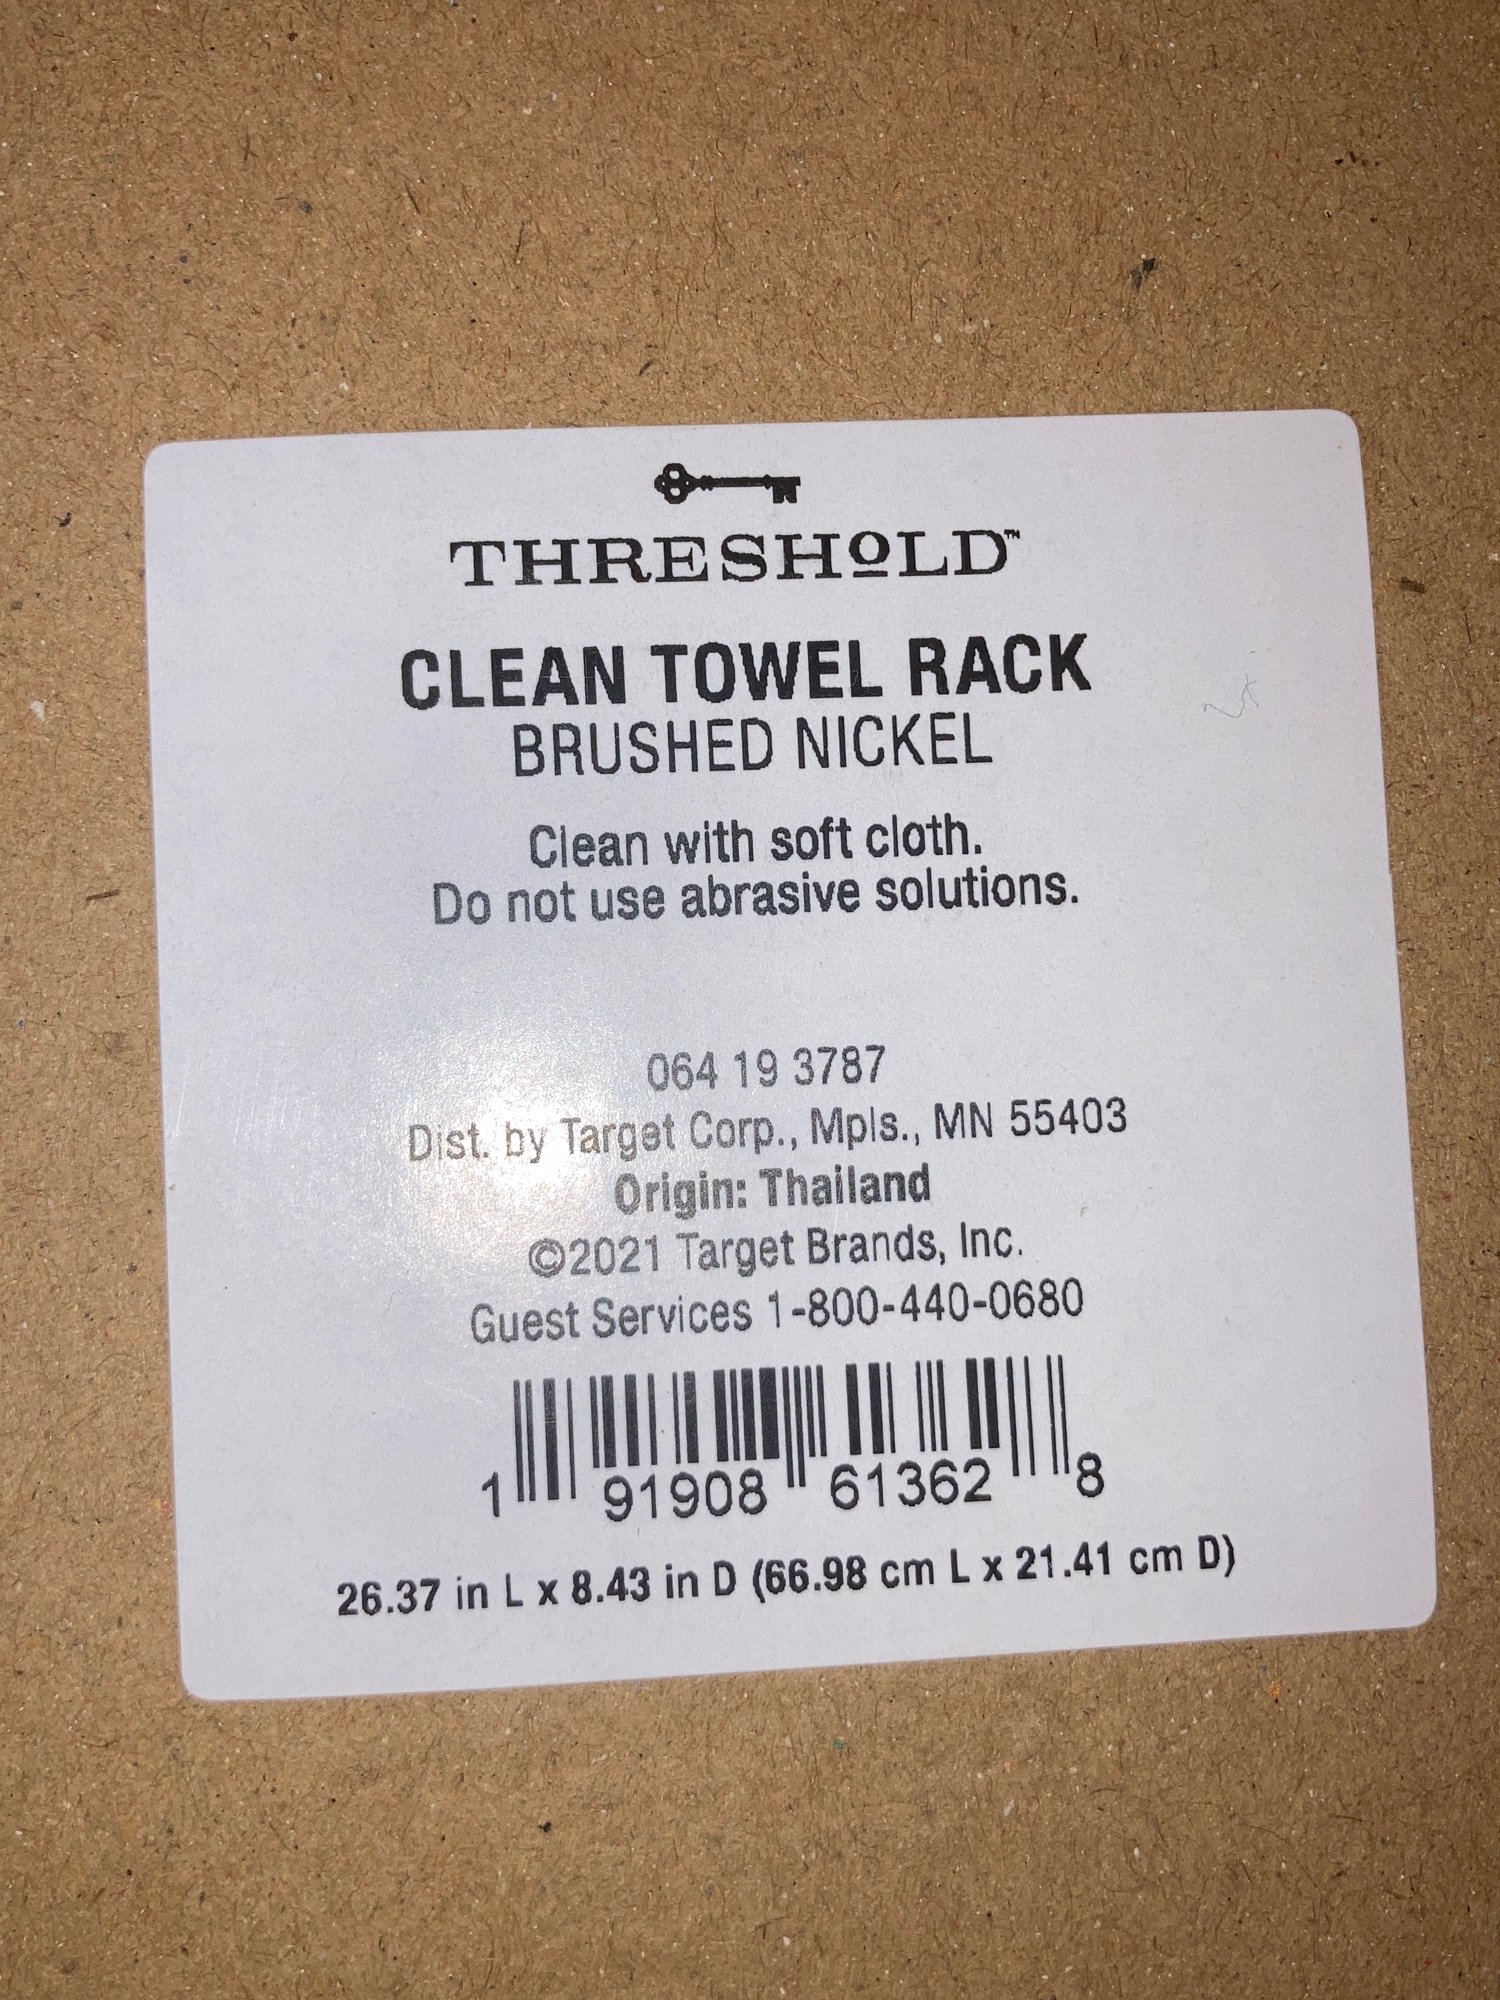 THRESHOLD™
CLEAN TOWEL RACK
BRUSHED NICKEL
Clean with soft cloth.
Do not use abrasive solutions.
064 19 3787
Dist. by Target Corp., Mpls., MN 55403
Origin: Thailand
©2021 Target Brands, Inc.
Guest Services 1-800-440-0680
1 91908 61362 8
26.37 in L x 8.43 in D (66.98 cm L x 21.41 cm D)